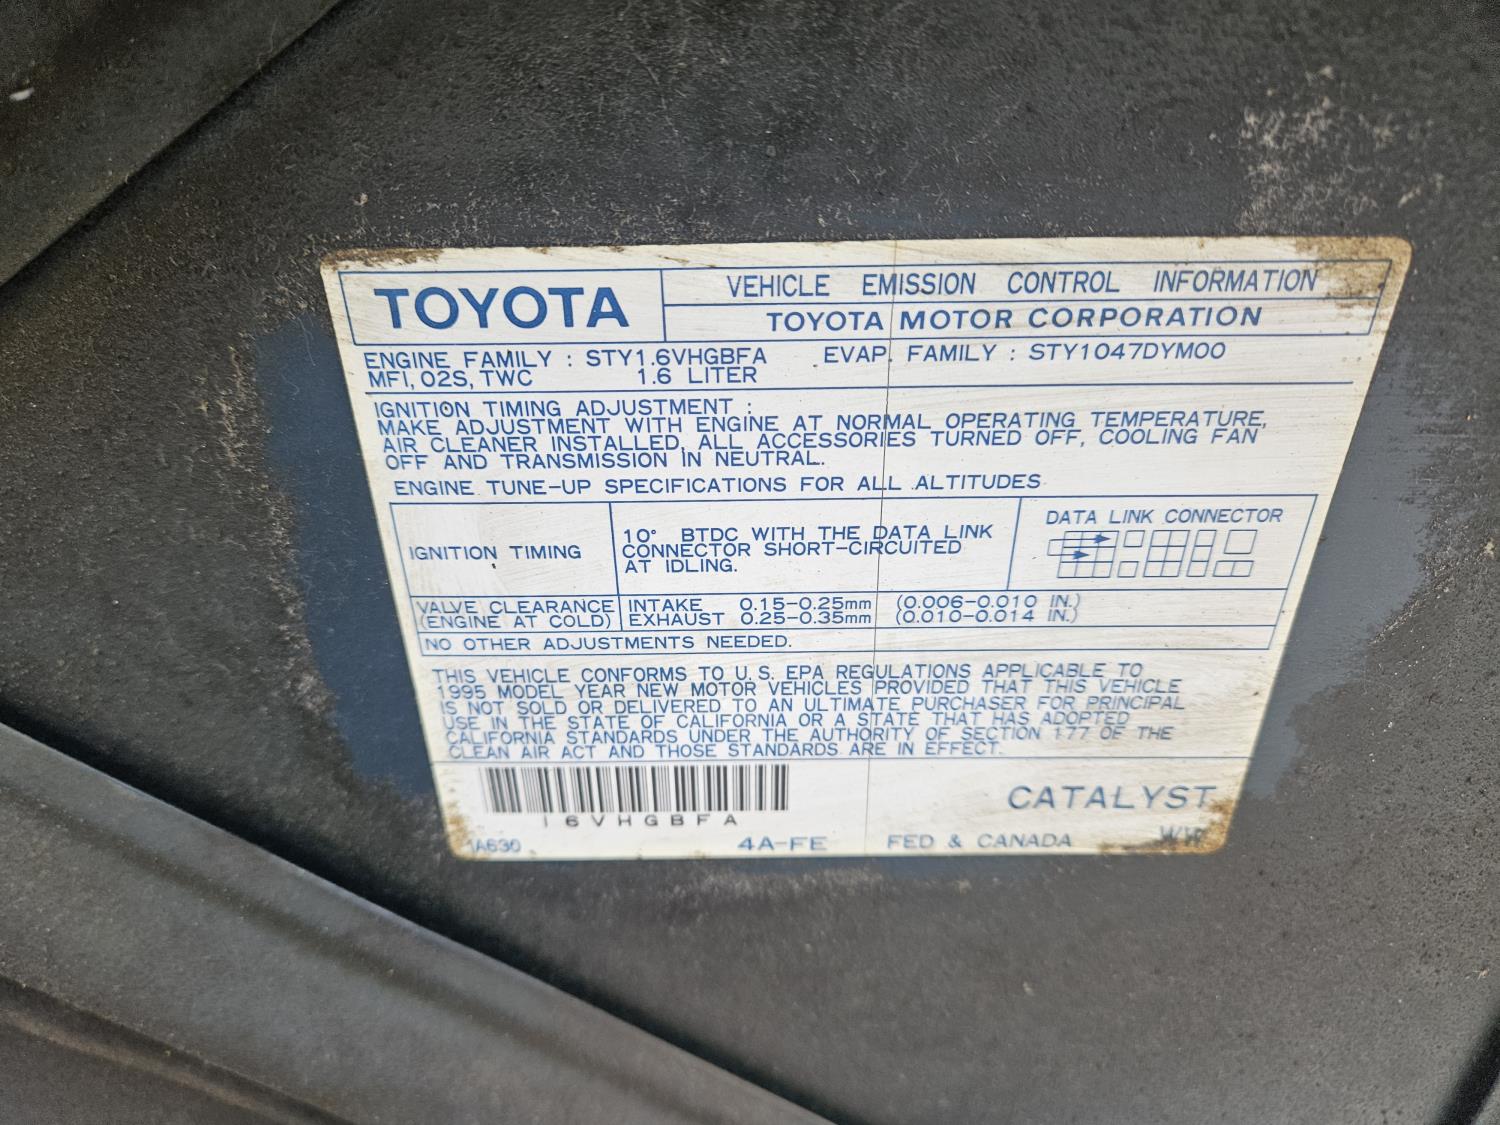 TOYOTA
VEHICLE EMISSION CONTROL INFORMATION
TOYOTA MOTOR CORPORATION
ENGINE FAMILY : STY1.6VHGBFA EVAP. FAMILY : STY1047DYM00
MFI, O2S, TWC 1.6 LITER
IGNITION TIMING ADJUSTMENT :
MAKE ADJUSTMENT WITH ENGINE AT NORMAL OPERATING TEMPERATURE,
AIR CLEANER INSTALLED, ALL ACCESSORIES TURNED OFF, COOLING FAN
OFF AND TRANSMISSION IN NEUTRAL.
ENGINE TUNE-UP SPECIFICATIONS FOR ALL ALTITUDES
IGNITION TIMING
10° BTDC WITH THE DATA LINK
CONNECTOR SHORT-CIRCUITED
AT IDLING.
DATA LINK CONNECTOR
VALVE CLEARANCE INTAKE 0.15-0.25mm (0.006-0.010 IN.)
(ENGINE AT COLD) EXHAUST 0.25-0.35mm (0.010-0.014 IN.)
NO OTHER ADJUSTMENTS NEEDED.
THIS VEHICLE CONFORMS TO U.S. EPA REGULATIONS APPLICABLE TO
1995 MODEL YEAR NEW MOTOR VEHICLES PROVIDED THAT THIS VEHICLE
IS NOT SOLD OR DELIVERED TO AN ULTIMATE PURCHASER FOR PRINCIPAL
USE IN THE STATE OF CALIFORNIA OR A STATE THAT HAS ADOPTED
CALIFORNIA STANDARDS UNDER THE AUTHORITY OF SECTION 177 OF THE
CLEAN AIR ACT AND THOSE STANDARDS ARE IN EFFECT.
16VHGBFA
CATALYST
1A630 4A-FE FED & CANADA